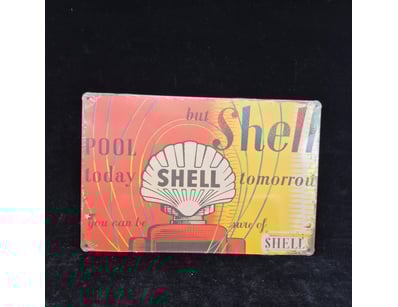 but Shell
POOL
today SHELL tomorrow
you can be sure of SHELL